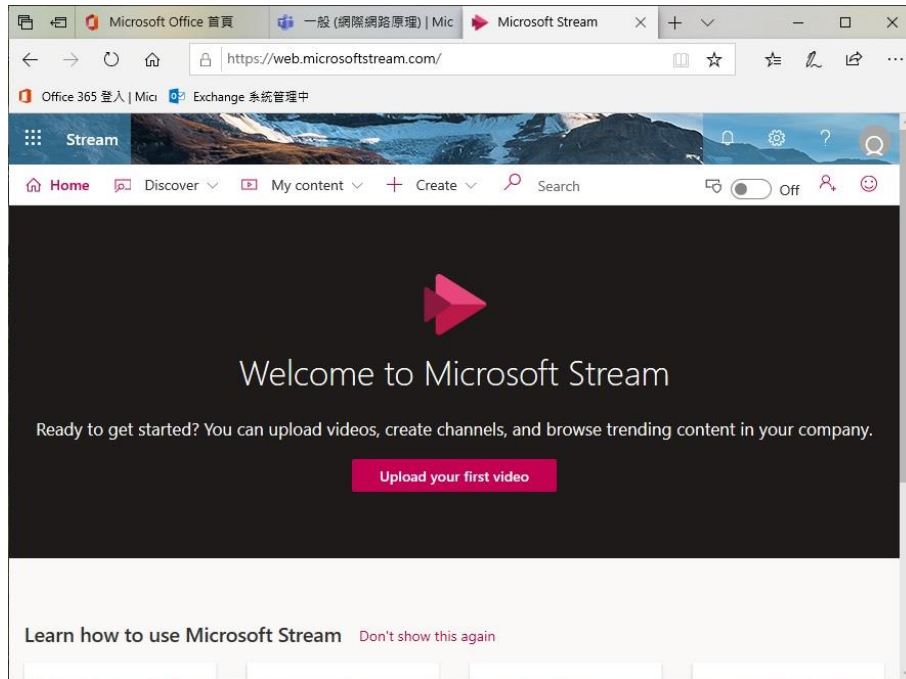 Microsoft Office 首頁
一般 (網際網路原理) | Mic
Microsoft Stream
https://web.microsoftstream.com/
Office 365 登入 | Micr
Exchange 系統管理中
Stream
Home Discover My content Create Search Off
Welcome to Microsoft Stream
Ready to get started? You can upload videos, create channels, and browse trending content in your company.
Upload your first video
Learn how to use Microsoft Stream Don't show this again